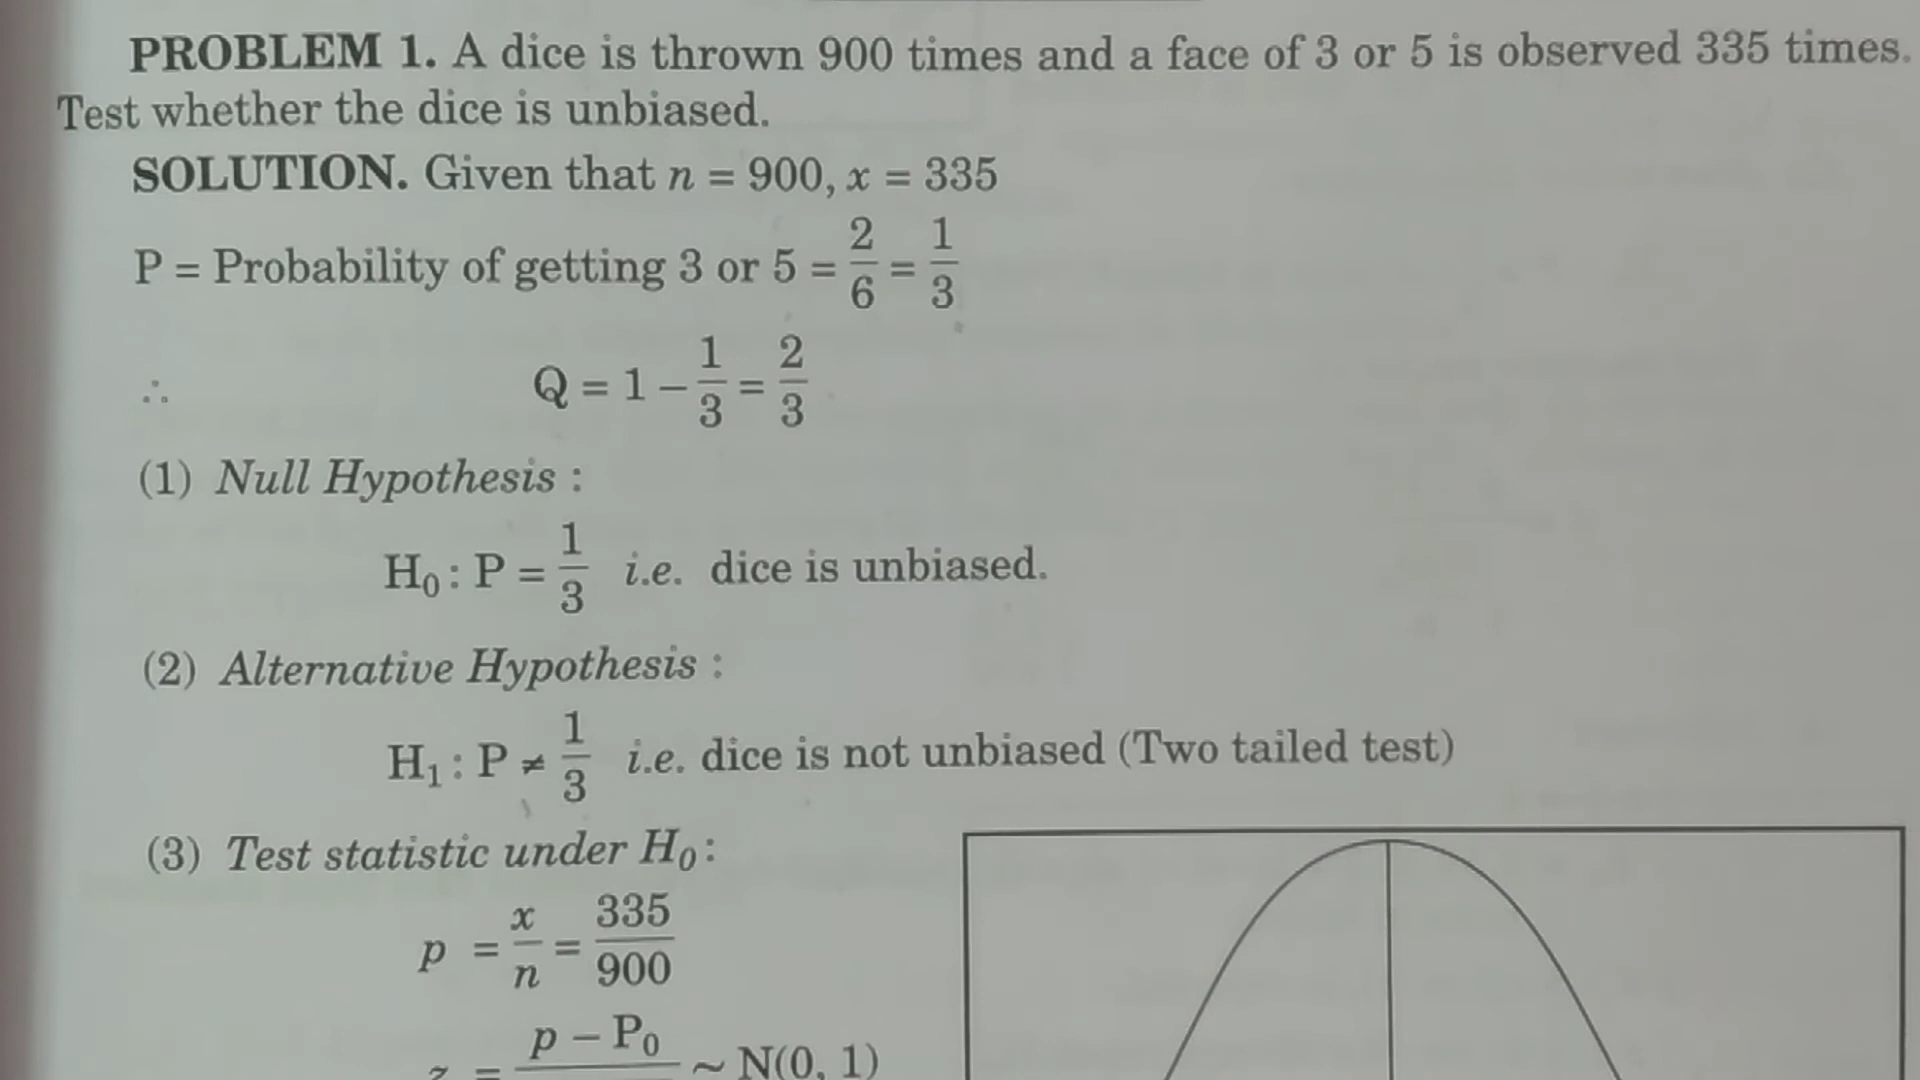 PROBLEM 1. A dice is thrown 900 times and a face of 3 or 5 is observed 335 times.
Test whether the dice is unbiased.
SOLUTION. Given that n = 900, x = 335
P = Probability of getting 3 or 5 = 2/6 = 1/3
∴ Q = 1 – 1/3 = 2/3
(1) Null Hypothesis :
H₀ : P = 1/3 i.e. dice is unbiased.
(2) Alternative Hypothesis :
H₁ : P ≠ 1/3 i.e. dice is not unbiased (Two tailed test)
(3) Test statistic under H₀ :
p = x/n = 335/900
z = p – P₀ ~ N(0, 1)